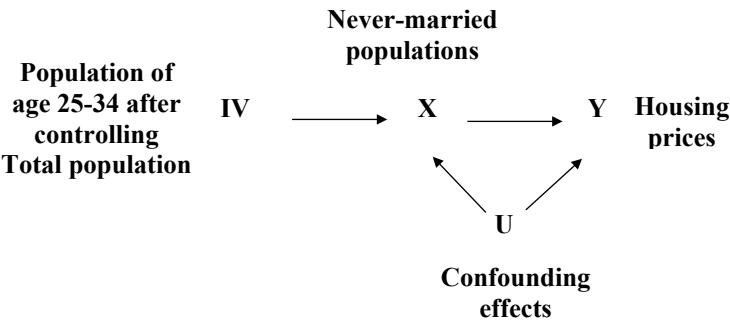 Never-married
populations
Population of
age 25-34 after
controlling
Total population
IV
X
Y
Housing
prices
U
Confounding
effects